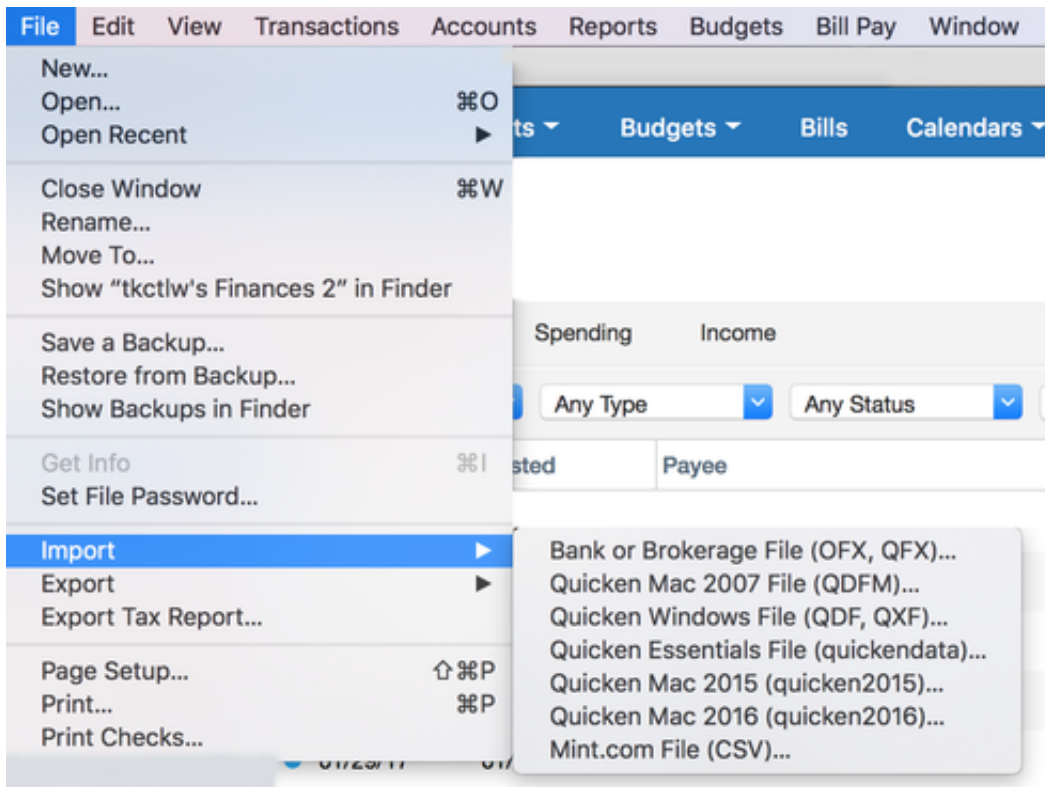 File Edit View Transactions Accounts Reports Budgets Bill Pay Window
New...
Open... ⌘O
Open Recent ▶
ts Budgets Bills Calendars
Close Window ⌘W
Rename...
Move To...
Show “tkctlw's Finances 2” in Finder
Save a Backup...
Restore from Backup...
Show Backups in Finder
Spending Income
Any Type Any Status
Get Info ⌘I
Set File Password...
sted Payee
Import ▶
Export ▶
Export Tax Report...
Page Setup... ⇧⌘P
Print... ⌘P
Print Checks...
Bank or Brokerage File (OFX, QFX)...
Quicken Mac 2007 File (QDFM)...
Quicken Windows File (QDF, QXF)...
Quicken Essentials File (quickendata)...
Quicken Mac 2015 (quicken2015)...
Quicken Mac 2016 (quicken2016)...
Mint.com File (CSV)...